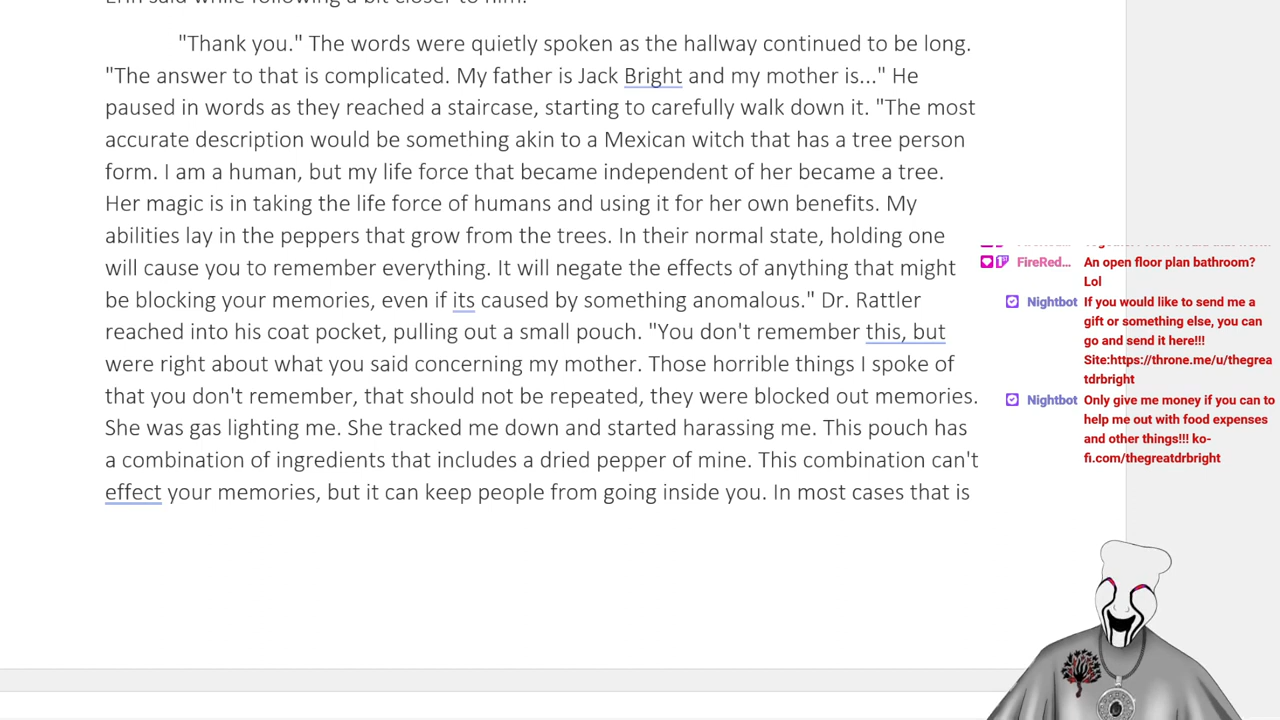 Erin said while following a bit closer to him.
"Thank you." The words were quietly spoken as the hallway continued to be long.
"The answer to that is complicated. My father is Jack Bright and my mother is..." He
paused in words as they reached a staircase, starting to carefully walk down it. "The most
accurate description would be something akin to a Mexican witch that has a tree person
form. I am a human, but my life force that became independent of her became a tree.
Her magic is in taking the life force of humans and using it for her own benefits. My
abilities lay in the peppers that grow from the trees. In their normal state, holding one
will cause you to remember everything. It will negate the effects of anything that might
be blocking your memories, even if its caused by something anomalous." Dr. Rattler
reached into his coat pocket, pulling out a small pouch. "You don't remember this, but
were right about what you said concerning my mother. Those horrible things I spoke of
that you don't remember, that should not be repeated, they were blocked out memories.
She was gas lighting me. She tracked me down and started harassing me. This pouch has
a combination of ingredients that includes a dried pepper of mine. This combination can't
effect your memories, but it can keep people from going inside you. In most cases that is
FireRed... An open floor plan bathroom?
Lol
Nightbot If you would like to send me a
gift or something else, you can
go and send it here!!!
Site:https://throne.me/u/thegrea
tdrbright
Nightbot Only give me money if you can to
help me out with food expenses
and other things!!! ko-
fi.com/thegreatdrbright